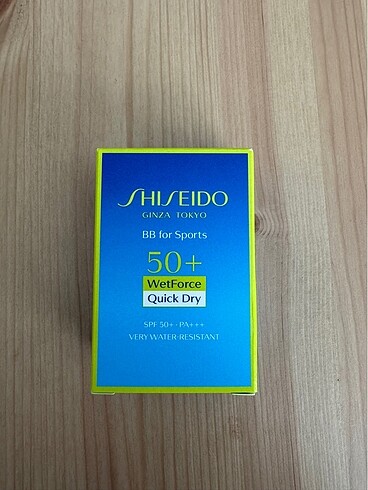 SHISEIDO
GINZA TOKYO
BB for Sports
50+
WetForce
Quick Dry
SPF 50+ · PA+++
VERY WATER-RESISTANT